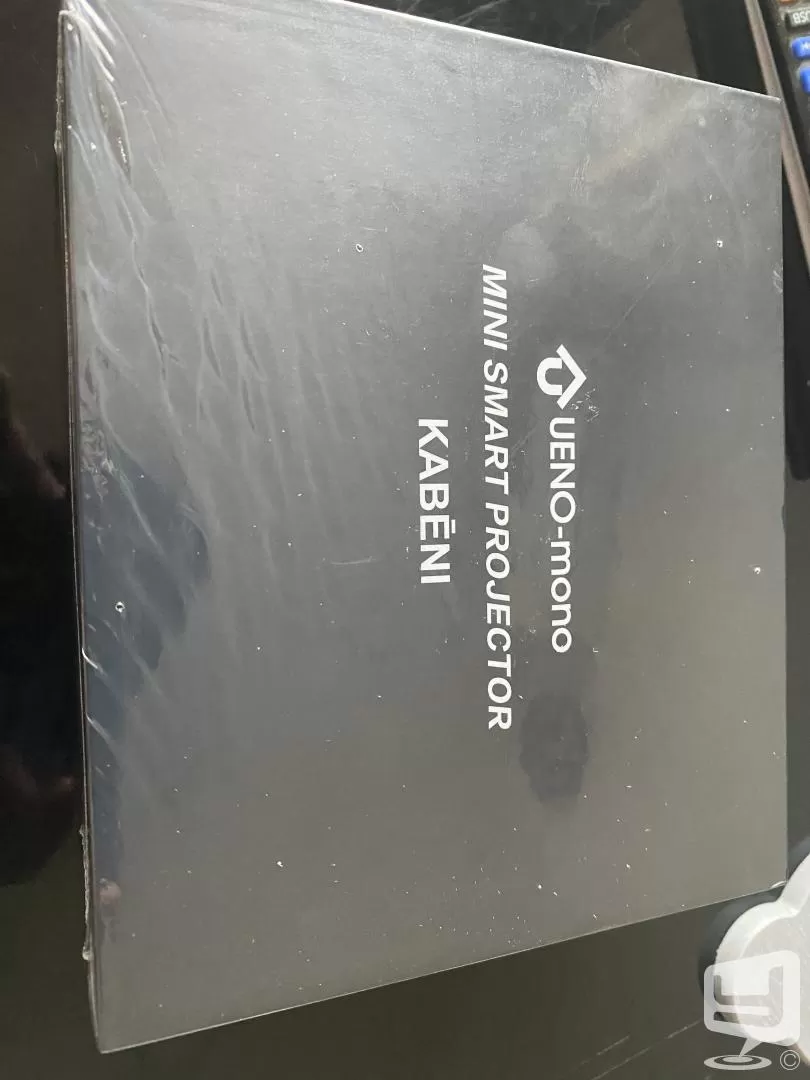 UENO-mono
MINI SMART PROJECTOR
KABĒNI
©